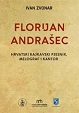 IVAN ZVONAR
FLORIJAN
ANDRAŠEC
HRVATSKI KAJKAVSKI PJESNIK,
MELOGRAF I KANTOR